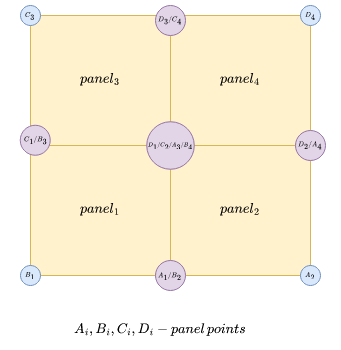 C₃ D₃/C₄ D₄
panel₃ panel₄
C₁/B₃ D₁/C₂/A₃/B₄ D₂/A₄
panel₁ panel₂
B₁ A₁/B₂ A₂
Aᵢ, Bᵢ, Cᵢ, Dᵢ – panel points